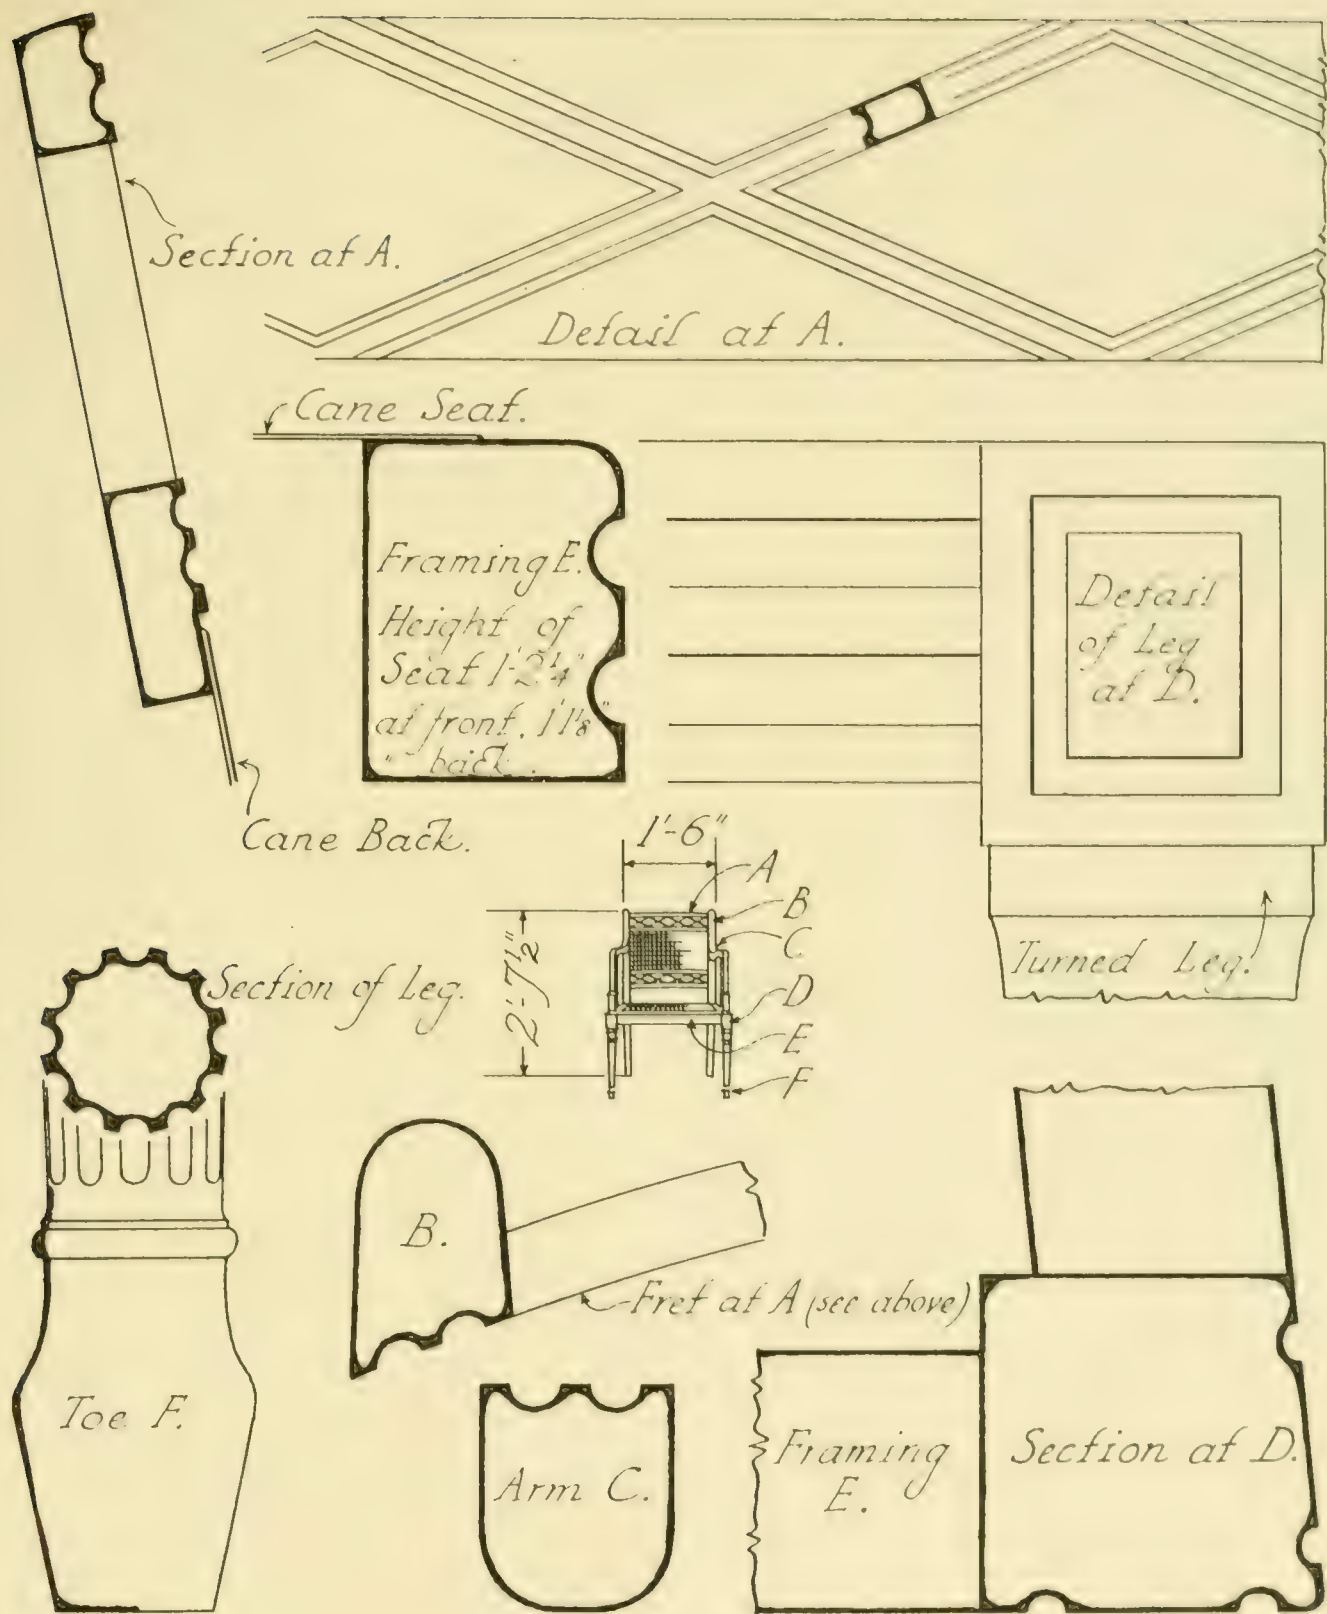 Section at A.
Detail at A.
Cane Seat.
Framing E.
Height of
Seat 1'-2¼"
at front, 1'1⅛"
" back.
Detail
of Leg
at D.
Cane Back.
1'-6"
A
B
C
D
E
F
2'-7½"
Turned Leg.
Section of Leg.
B.
Fret at A (see above)
Toe F.
Arm C.
Framing
E.
Section at D.